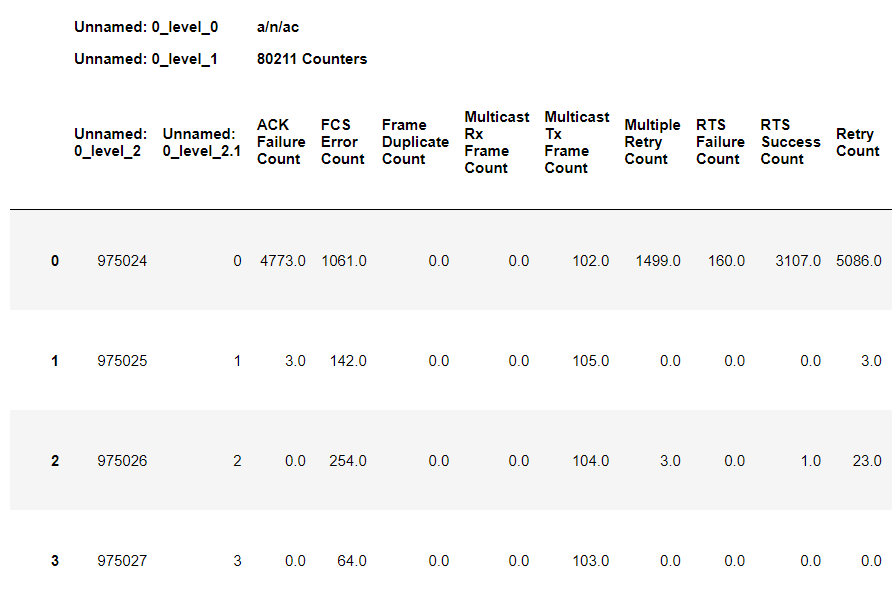 Unnamed: 0_level_0 a/n/ac
Unnamed: 0_level_1 80211 Counters
Unnamed: 0_level_2 Unnamed: 0_level_2.1 ACK Failure Count FCS Error Count Frame Duplicate Count Multicast Rx Frame Count Multicast Tx Frame Count Multiple Retry Count RTS Failure Count RTS Success Count Retry Count
0 975024 0 4773.0 1061.0 0.0 0.0 102.0 1499.0 160.0 3107.0 5086.0
1 975025 1 3.0 142.0 0.0 0.0 105.0 0.0 0.0 0.0 3.0
2 975026 2 0.0 254.0 0.0 0.0 104.0 3.0 0.0 1.0 23.0
3 975027 3 0.0 64.0 0.0 0.0 103.0 0.0 0.0 0.0 0.0